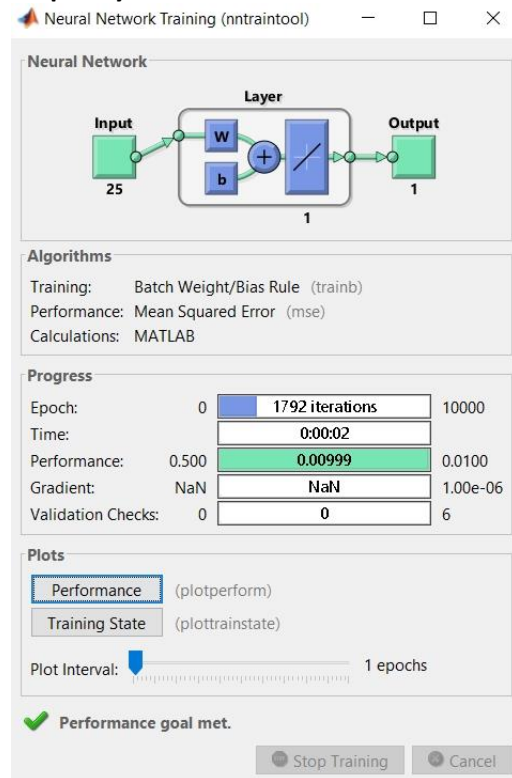 Neural Network Training (nntraintool)
Neural Network
Layer
Input
Output
W
b
+
25
1
1
Algorithms
Training: Batch Weight/Bias Rule (trainb)
Performance: Mean Squared Error (mse)
Calculations: MATLAB
Progress
Epoch: 0 1792 iterations 10000
Time: 0:00:02
Performance: 0.500 0.00999 0.0100
Gradient: NaN NaN 1.00e-06
Validation Checks: 0 0 6
Plots
Performance (plotperform)
Training State (plottrainstate)
Plot Interval: 1 epochs
Performance goal met.
Stop Training Cancel